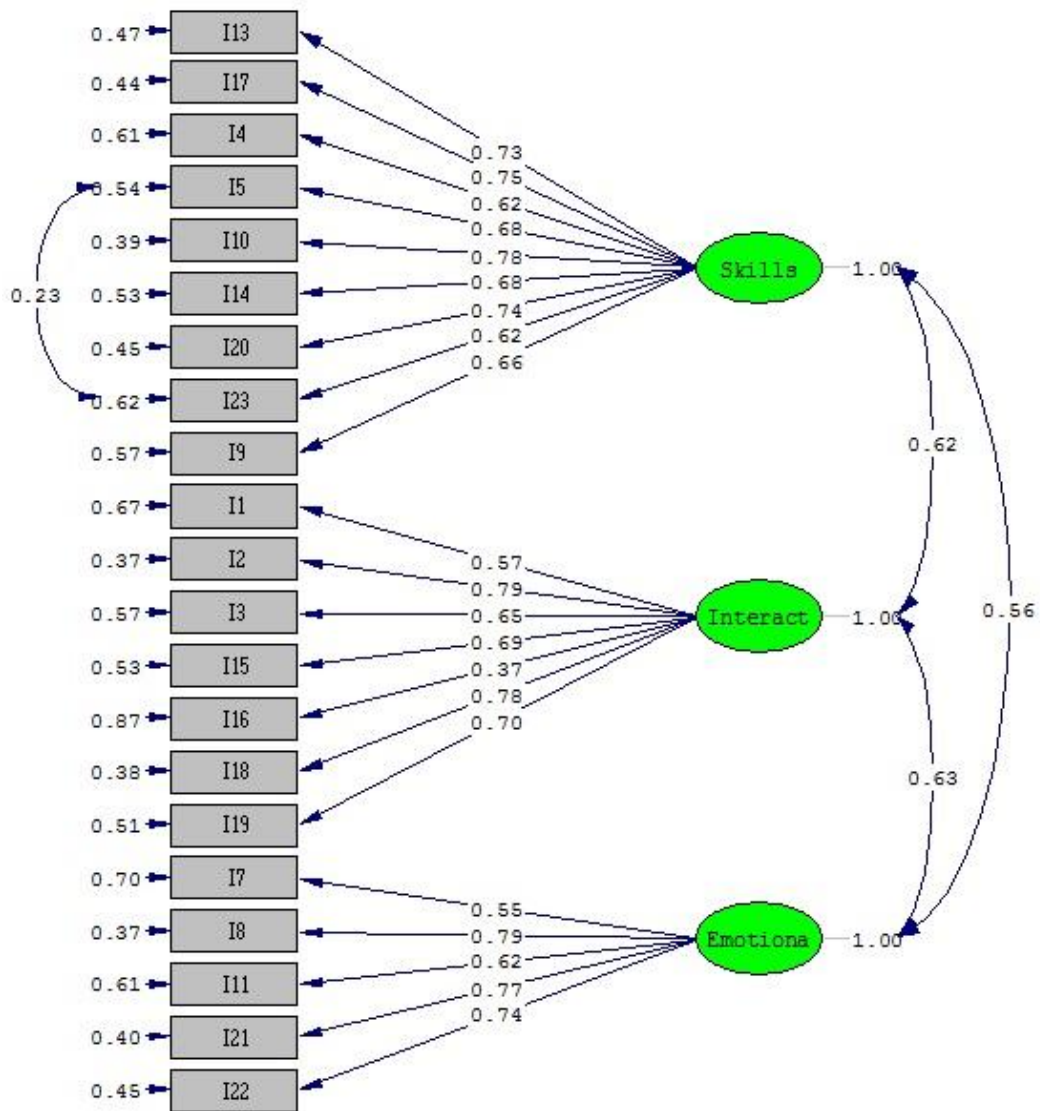 0.47 I13
0.44 I17
0.73
0.61 I4
0.75
0.54 I5
0.62
0.68
0.39 I10
0.78
Skills 1.00
0.23 0.53 I14
0.68
0.74
0.45 I20
0.62
0.66
0.62 I23
0.57 I9
0.62
0.67 I1
0.37 I2
0.57
0.79
0.57 I3
0.65
Interact 1.00
0.56
0.53 I15
0.69
0.37
0.87 I16
0.78
0.70
0.38 I18
0.63
0.51 I19
0.70 I7
0.55
0.37 I8
0.79
Emotiona 1.00
0.61 I11
0.62
0.77
0.40 I21
0.74
0.45 I22